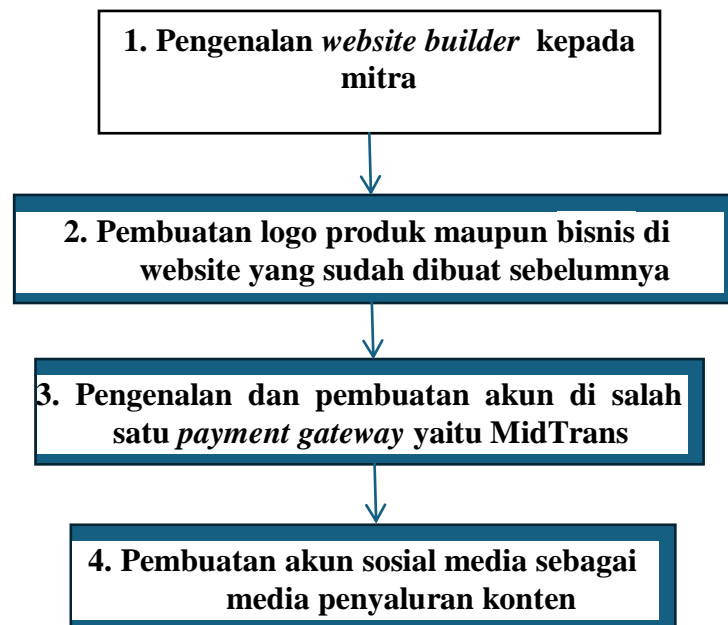 1. Pengenalan website builder kepada
mitra
2. Pembuatan logo produk maupun bisnis di
website yang sudah dibuat sebelumnya
3. Pengenalan dan pembuatan akun di salah
satu payment gateway yaitu MidTrans
4. Pembuatan akun sosial media sebagai
media penyaluran konten